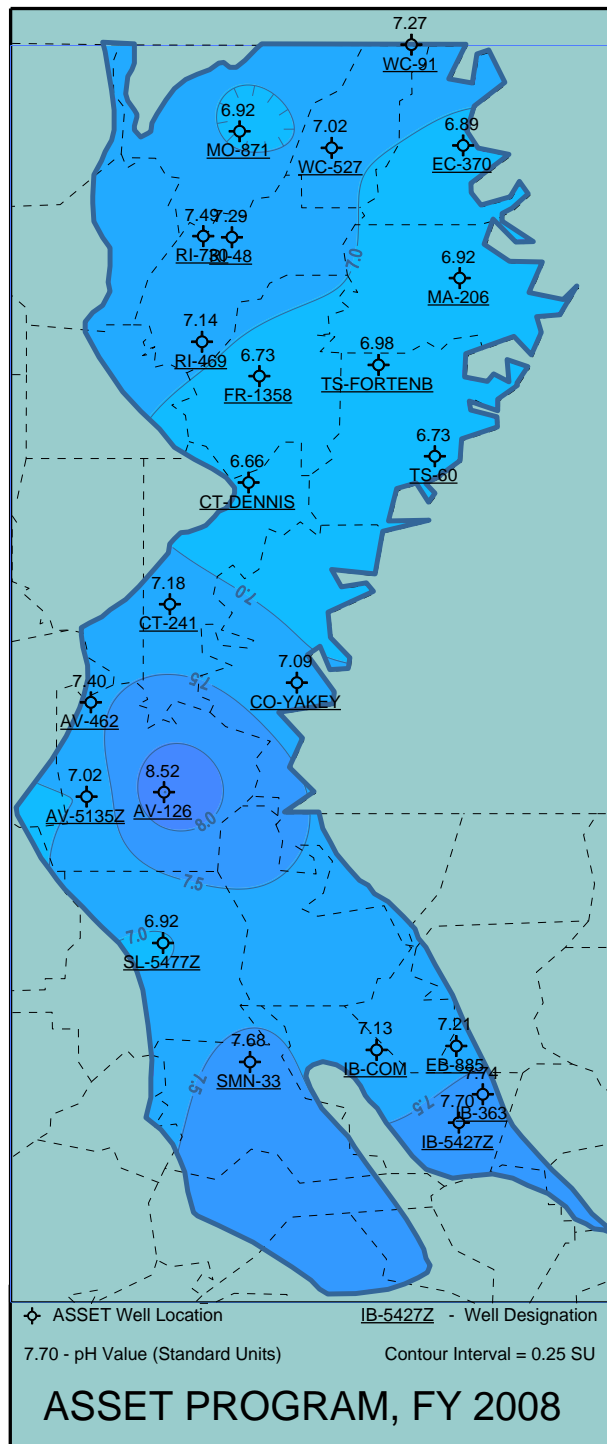 7.27
WC-91
6.92
MO-871
7.02
WC-527
6.89
EC-370
7.49
RI-730
7.29
RI-48
7.0
6.92
MA-206
7.14
RI-469
6.73
FR-1358
6.98
TS-FORTENB
6.73
TS-60
6.66
CT-DENNIS
7.0
7.18
CT-241
7.09
CO-YAKEY
7.5
7.40
AV-462
7.02
AV-5135Z
8.52
AV-126
8.0
7.5
7.0
6.92
SL-5477Z
7.68
SMN-33
7.5
7.13
IB-COM
7.21
EB-885
7.74
IB-363
7.70
IB-5427Z
7.5
ASSET Well Location
IB-5427Z - Well Designation
7.70 - pH Value (Standard Units)
Contour Interval = 0.25 SU
ASSET PROGRAM, FY 2008